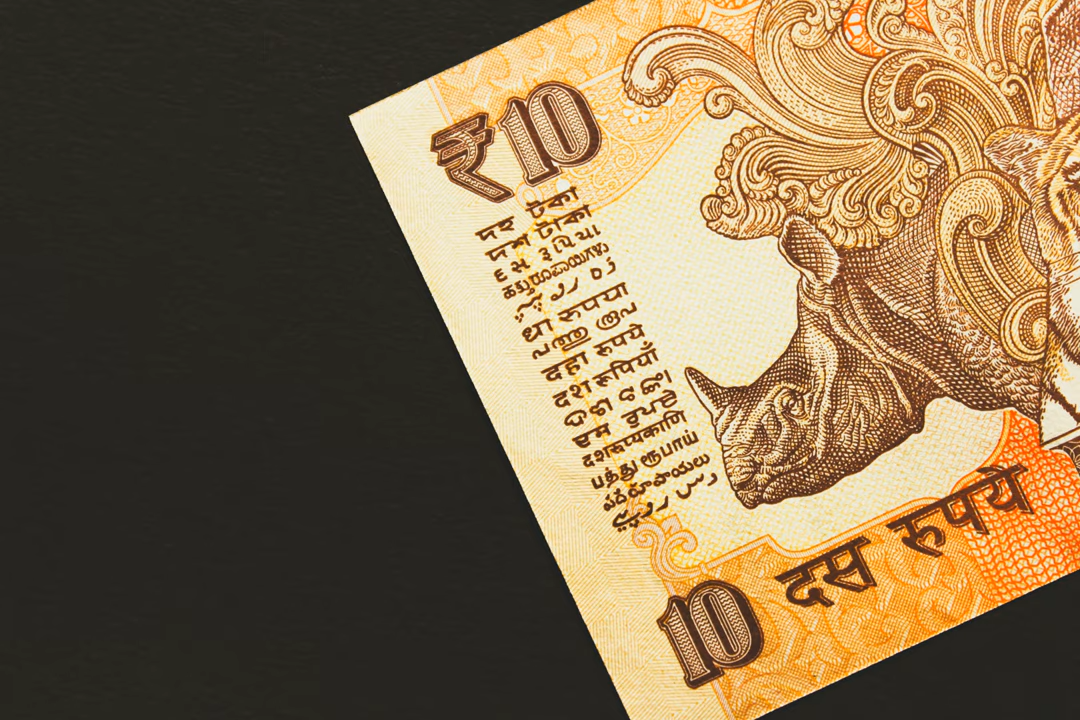 ₹10
দহ টকা
দশ টাকা
દસ રૂપિયા
ಹತ್ತು ರೂಪಾಯಿಗಳು
धा रुपया
പത്തു രൂപ
दहा रुपये
दश रुपियाँ
ଦଶ ଟଙ୍କା
ਦਸ ਰੁਪਏ
दशरूप्यकाणि
பத்து ரூபாய்
పది రూపాయలు
دس روپیے
10 दस रुपये